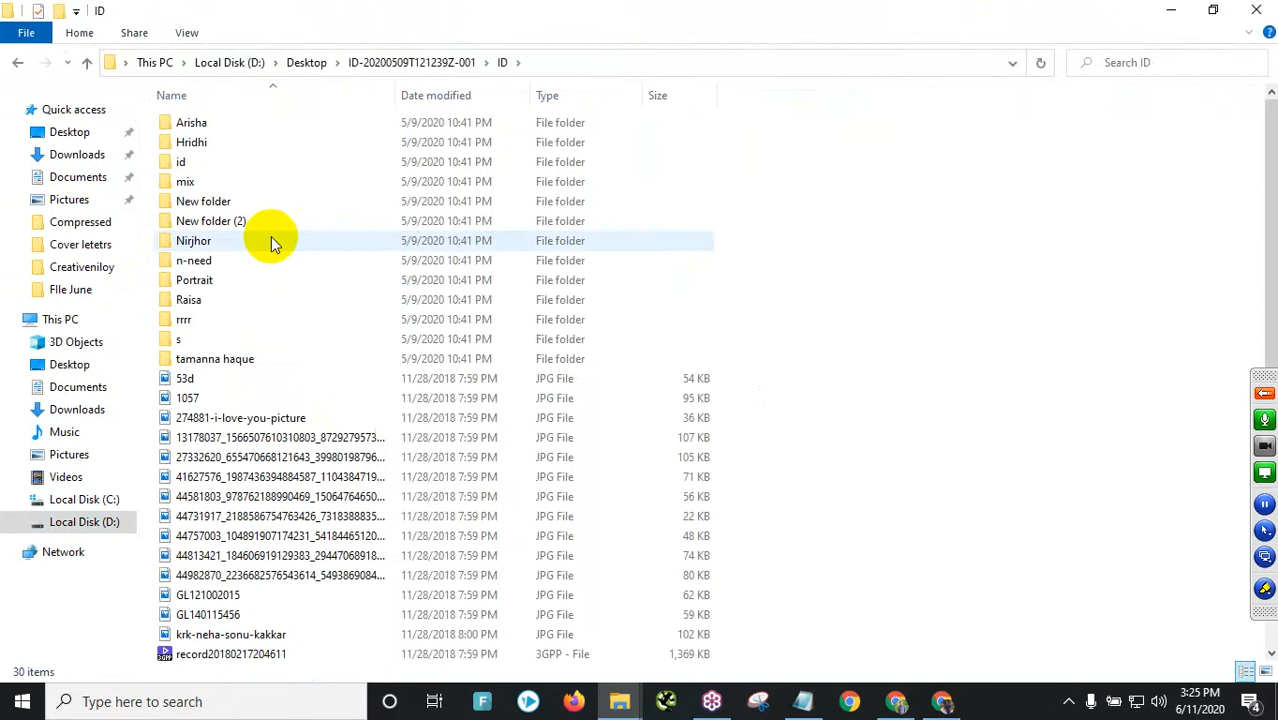 ID
File Home Share View
This PC Local Disk (D:) Desktop ID-20200509T121239Z-001 ID Search ID
Name Date modified Type Size
Quick access
Desktop
Downloads
Documents
Pictures
Compressed
Cover letetrs
Creativeniloy
FIle June
This PC
3D Objects
Desktop
Documents
Downloads
Music
Pictures
Videos
Local Disk (C:)
Local Disk (D:)
Network
Arisha 5/9/2020 10:41 PM File folder
Hridhi 5/9/2020 10:41 PM File folder
id 5/9/2020 10:41 PM File folder
mix 5/9/2020 10:41 PM File folder
New folder 5/9/2020 10:41 PM File folder
New folder (2) 5/9/2020 10:41 PM File folder
Nirjhor 5/9/2020 10:41 PM File folder
n-need 5/9/2020 10:41 PM File folder
Portrait 5/9/2020 10:41 PM File folder
Raisa 5/9/2020 10:41 PM File folder
rrrr 5/9/2020 10:41 PM File folder
s 5/9/2020 10:41 PM File folder
tamanna haque 5/9/2020 10:41 PM File folder
53d 11/28/2018 7:59 PM JPG File 54 KB
1057 11/28/2018 7:59 PM JPG File 95 KB
274881-i-love-you-picture 11/28/2018 7:59 PM JPG File 36 KB
13178037_1566507610310803_8729279573... 11/28/2018 7:59 PM JPG File 107 KB
27332620_655470668121643_39980198796... 11/28/2018 7:59 PM JPG File 105 KB
41627576_1987436394884587_1104384719... 11/28/2018 7:59 PM JPG File 71 KB
44581803_978762188990469_15064764650... 11/28/2018 7:59 PM JPG File 56 KB
44731917_2188586754763426_7318388835... 11/28/2018 7:59 PM JPG File 22 KB
44757003_104891907174231_54184465120... 11/28/2018 7:59 PM JPG File 48 KB
44813421_184606919129383_29447068918... 11/28/2018 7:59 PM JPG File 74 KB
44982870_2236682576543614_5493869084... 11/28/2018 7:59 PM JPG File 80 KB
GL121002015 11/28/2018 7:59 PM JPG File 62 KB
GL140115456 11/28/2018 7:59 PM JPG File 59 KB
krk-neha-sonu-kakkar 11/28/2018 8:00 PM JPG File 102 KB
record20180217204611 11/28/2018 7:59 PM 3GPP - File 1,369 KB
30 items
Type here to search
3:25 PM
6/11/2020
4